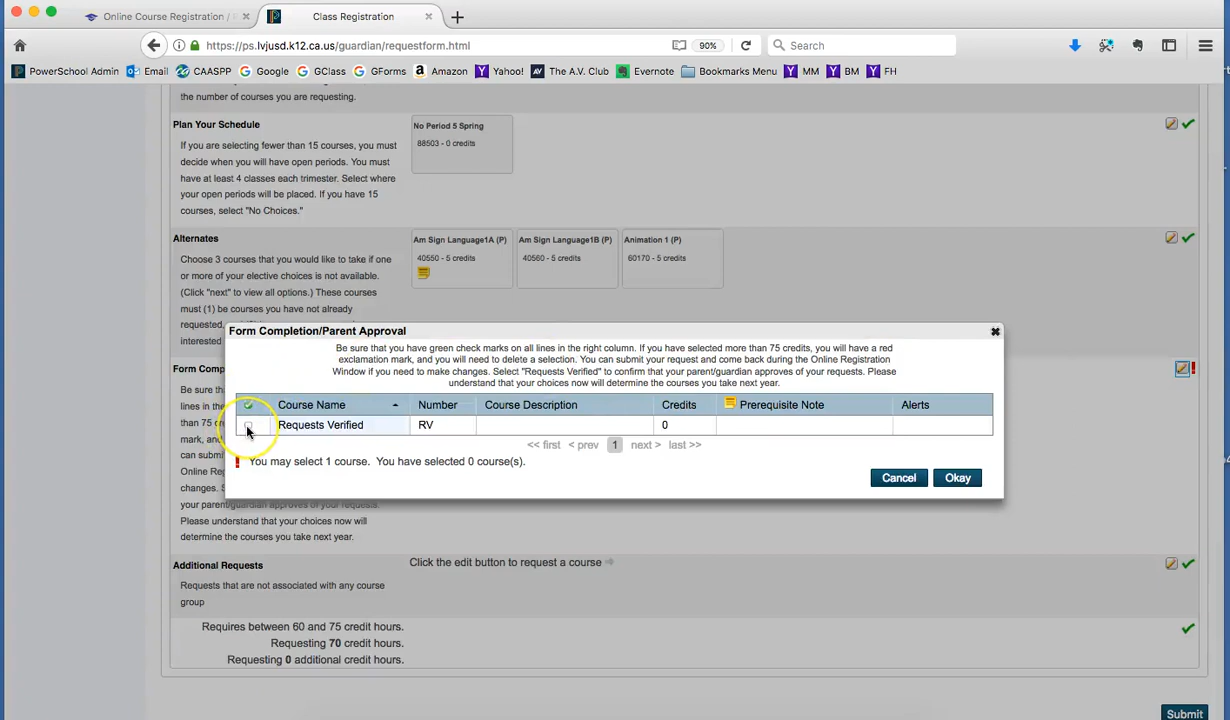 Online Course Registration /
Class Registration
https://ps.lvjusd.k12.ca.us/guardian/requestform.html
90%
Search
PowerSchool Admin
Email
CAASPP
Google
GClass
GForms
Amazon
Yahoo!
The A.V. Club
Evernote
Bookmarks Menu
MM
BM
FH
the number of courses you are requesting.
Plan Your Schedule
If you are selecting fewer than 15 courses, you must
decide when you will have open periods. You must
have at least 4 classes each trimester. Select where
your open periods will be placed. If you have 15
courses, select "No Choices."
No Period 5 Spring
88503 - 0 credits
Alternates
Choose 3 courses that you would like to take if one
or more of your elective choices is not available.
(Click "next" to view all options.) These courses
must (1) be courses you have not already
requested,
interested
Am Sign Language1A (P)
40550 - 5 credits
Am Sign Language1B (P)
40560 - 5 credits
Animation 1 (P)
60170 - 5 credits
Form Completion/Parent Approval
Be sure that you have green check marks on all lines in the right column. If you have selected more than 75 credits, you will have a red
exclamation mark, and you will need to delete a selection. You can submit your request and come back during the Online Registration
Window if you need to make changes. Select "Requests Verified" to confirm that your parent/guardian approves of your requests. Please
understand that your choices now will determine the courses you take next year.
Course Name
Number
Course Description
Credits
Prerequisite Note
Alerts
Requests Verified
RV
0
<< first < prev 1 next > last >>
You may select 1 course. You have selected 0 course(s).
Cancel
Okay
Form Comp
Be sure that
lines in the
than 75 cred
mark, and
can submit
Online Reg
changes. S
your parent/guardian approves of your requests.
Please understand that your choices now will
determine the courses you take next year.
Additional Requests
Requests that are not associated with any course
group
Click the edit button to request a course
Requires between 60 and 75 credit hours.
Requesting 70 credit hours.
Requesting 0 additional credit hours.
Submit